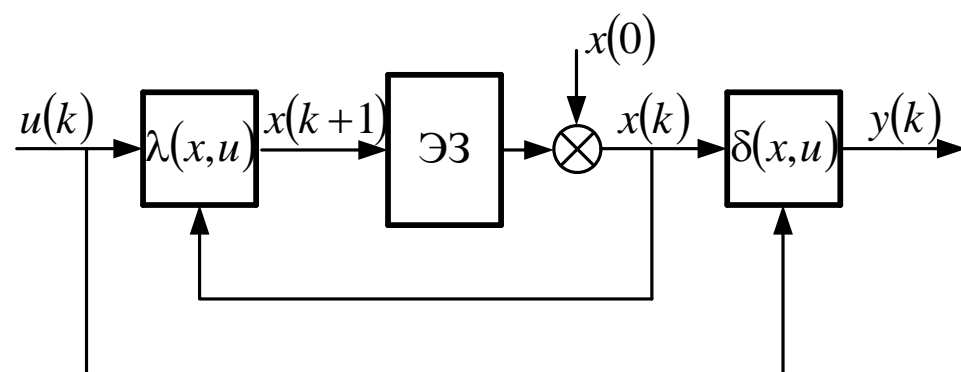 x(0)
u(k)
λ(x,u)
x(k+1)
ЭЗ
x(k)
δ(x,u)
y(k)